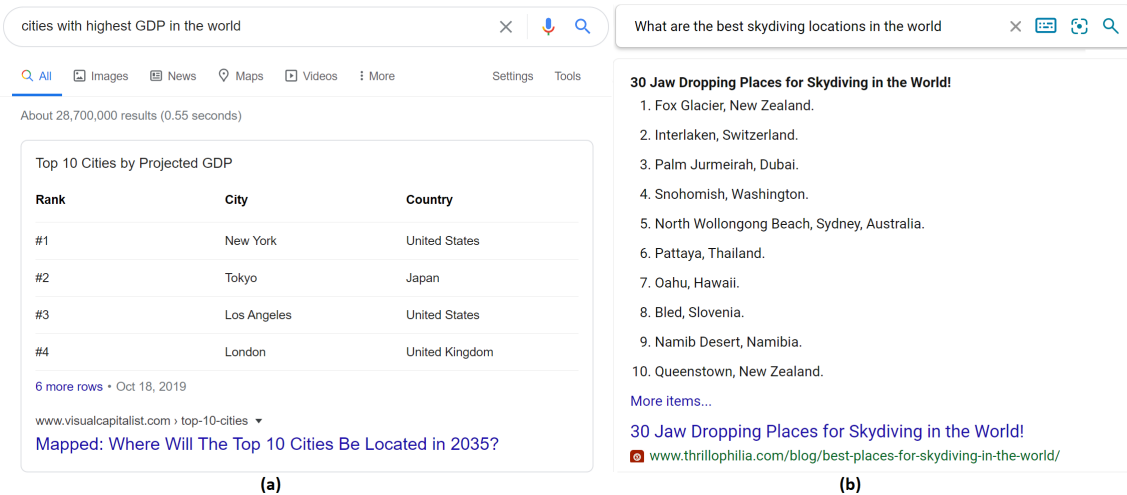 cities with highest GDP in the world
All Images News Maps Videos More Settings Tools
About 28,700,000 results (0.55 seconds)
Top 10 Cities by Projected GDP
Rank City Country
#1 New York United States
#2 Tokyo Japan
#3 Los Angeles United States
#4 London United Kingdom
6 more rows • Oct 18, 2019
www.visualcapitalist.com › top-10-cities
Mapped: Where Will The Top 10 Cities Be Located in 2035?
(a)
What are the best skydiving locations in the world
30 Jaw Dropping Places for Skydiving in the World!
1. Fox Glacier, New Zealand.
2. Interlaken, Switzerland.
3. Palm Jurmeirah, Dubai.
4. Snohomish, Washington.
5. North Wollongong Beach, Sydney, Australia.
6. Pattaya, Thailand.
7. Oahu, Hawaii.
8. Bled, Slovenia.
9. Namib Desert, Namibia.
10. Queenstown, New Zealand.
More items...
30 Jaw Dropping Places for Skydiving in the World!
www.thrillophilia.com/blog/best-places-for-skydiving-in-the-world/
(b)